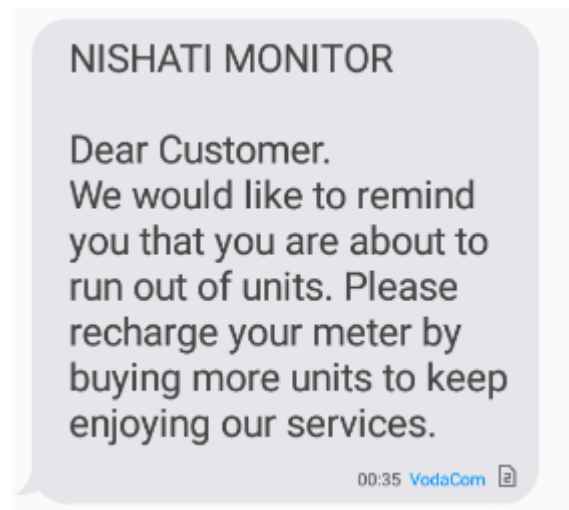 NISHATI MONITOR
Dear Customer.
We would like to remind
you that you are about to
run out of units. Please
recharge your meter by
buying more units to keep
enjoying our services.
00:35 VodaCom 2